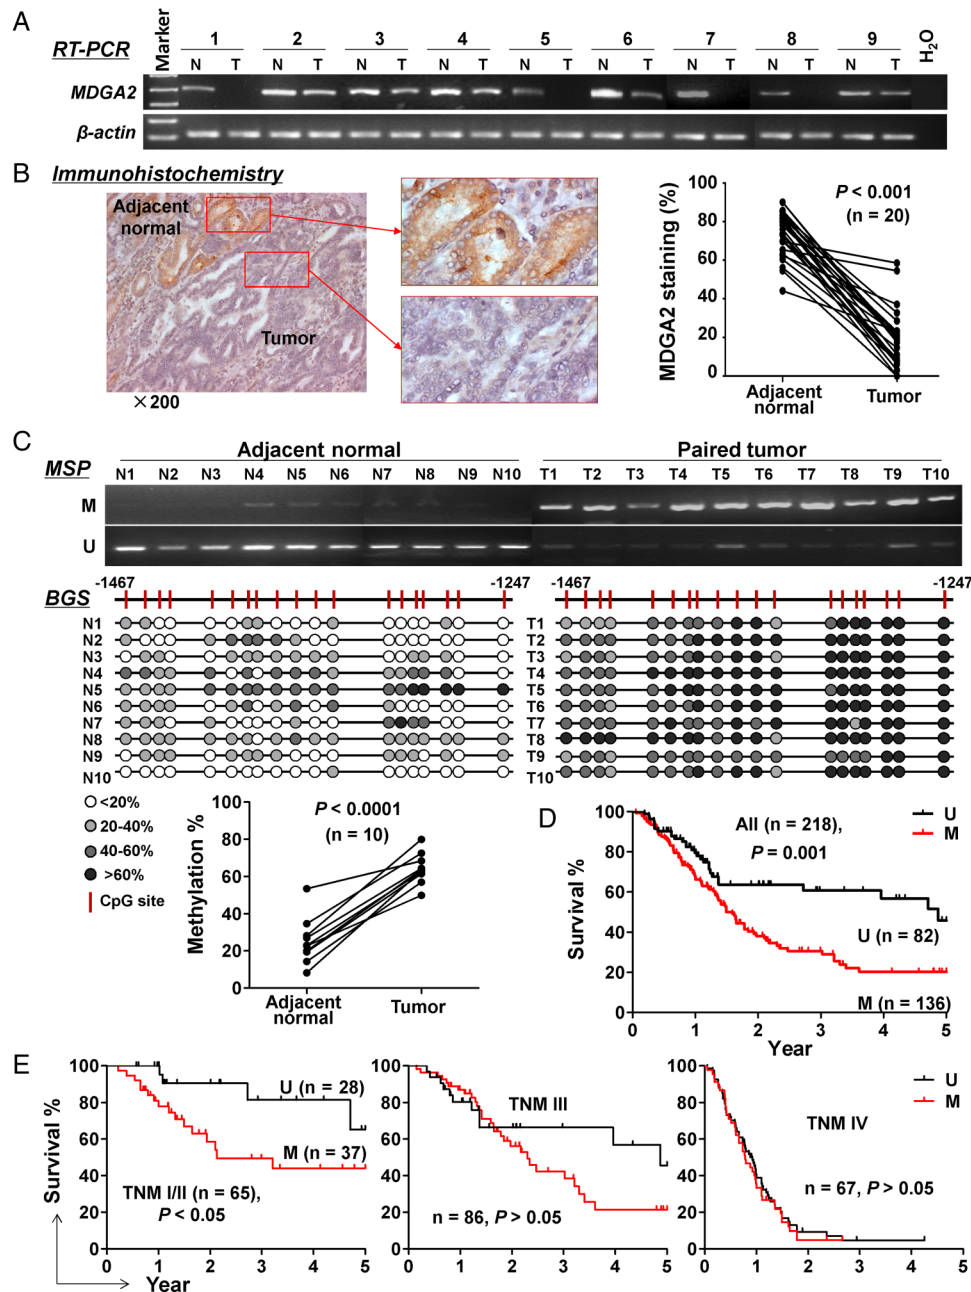 A
RT-PCR
Marker
1 2 3 4 5 6 7 8 9
H2O
N T N T N T N T N T N T N T N T N T
MDGA2
β-actin
B
Immunohistochemistry
Adjacent
normal
Tumor
×200
MDGA2 staining (%)
100
80
60
40
20
0
P < 0.001
(n = 20)
Adjacent
normal
Tumor
C
MSP
Adjacent normal
Paired tumor
N1 N2 N3 N4 N5 N6 N7 N8 N9 N10
T1 T2 T3 T4 T5 T6 T7 T8 T9 T10
M
U
BGS
-1467 -1247
-1467 -1247
N1 T1
N2 T2
N3 T3
N4 T4
N5 T5
N6 T6
N7 T7
N8 T8
N9 T9
N10 T10
<20%
20-40%
40-60%
>60%
CpG site
Methylation %
100
80
60
40
20
0
P < 0.0001
(n = 10)
Adjacent
normal
Tumor
D
Survival %
100
80
60
40
20
0
All (n = 218),
P = 0.001
U
M
U (n = 82)
M (n = 136)
0 1 2 3 4 5
Year
E
Survival %
100
80
60
40
20
0
U (n = 28)
M (n = 37)
TNM I/II (n = 65),
P < 0.05
0 1 2 3 4 5
Year
100
80
60
40
20
0
TNM III
n = 86, P > 0.05
0 1 2 3 4 5
100
80
60
40
20
0
U
M
TNM IV
n = 67, P > 0.05
0 1 2 3 4 5